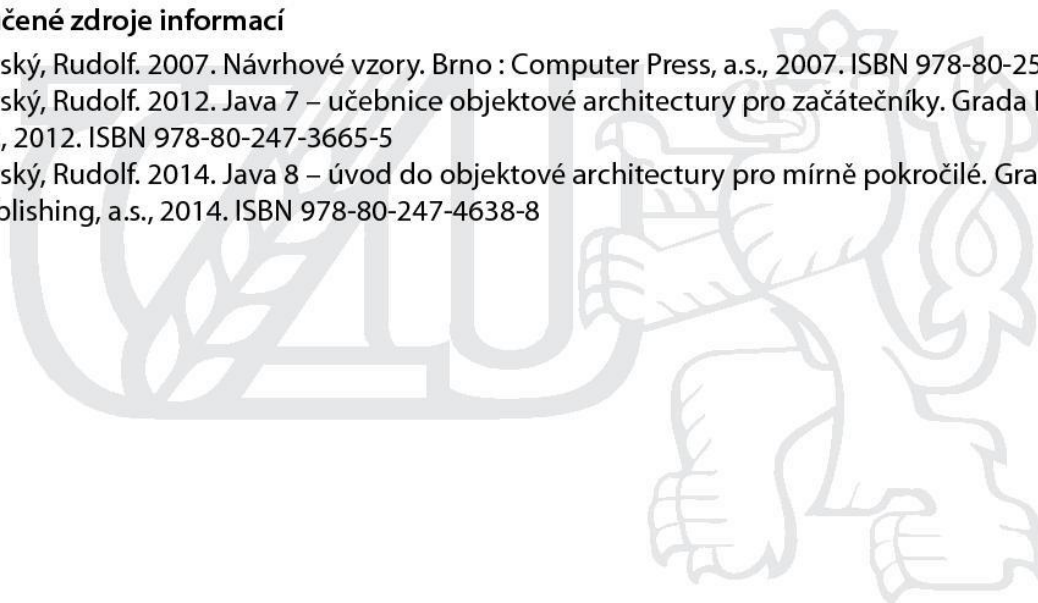 čené zdroje informací
ský, Rudolf. 2007. Návrhové vzory. Brno : Computer Press, a.s., 2007. ISBN 978-80-25
ský, Rudolf. 2012. Java 7 – učebnice objektové architectury pro začátečníky. Grada
, 2012. ISBN 978-80-247-3665-5
ský, Rudolf. 2014. Java 8 – úvod do objektové architectury pro mírně pokročilé. Gra
blishing, a.s., 2014. ISBN 978-80-247-4638-8
ČZU